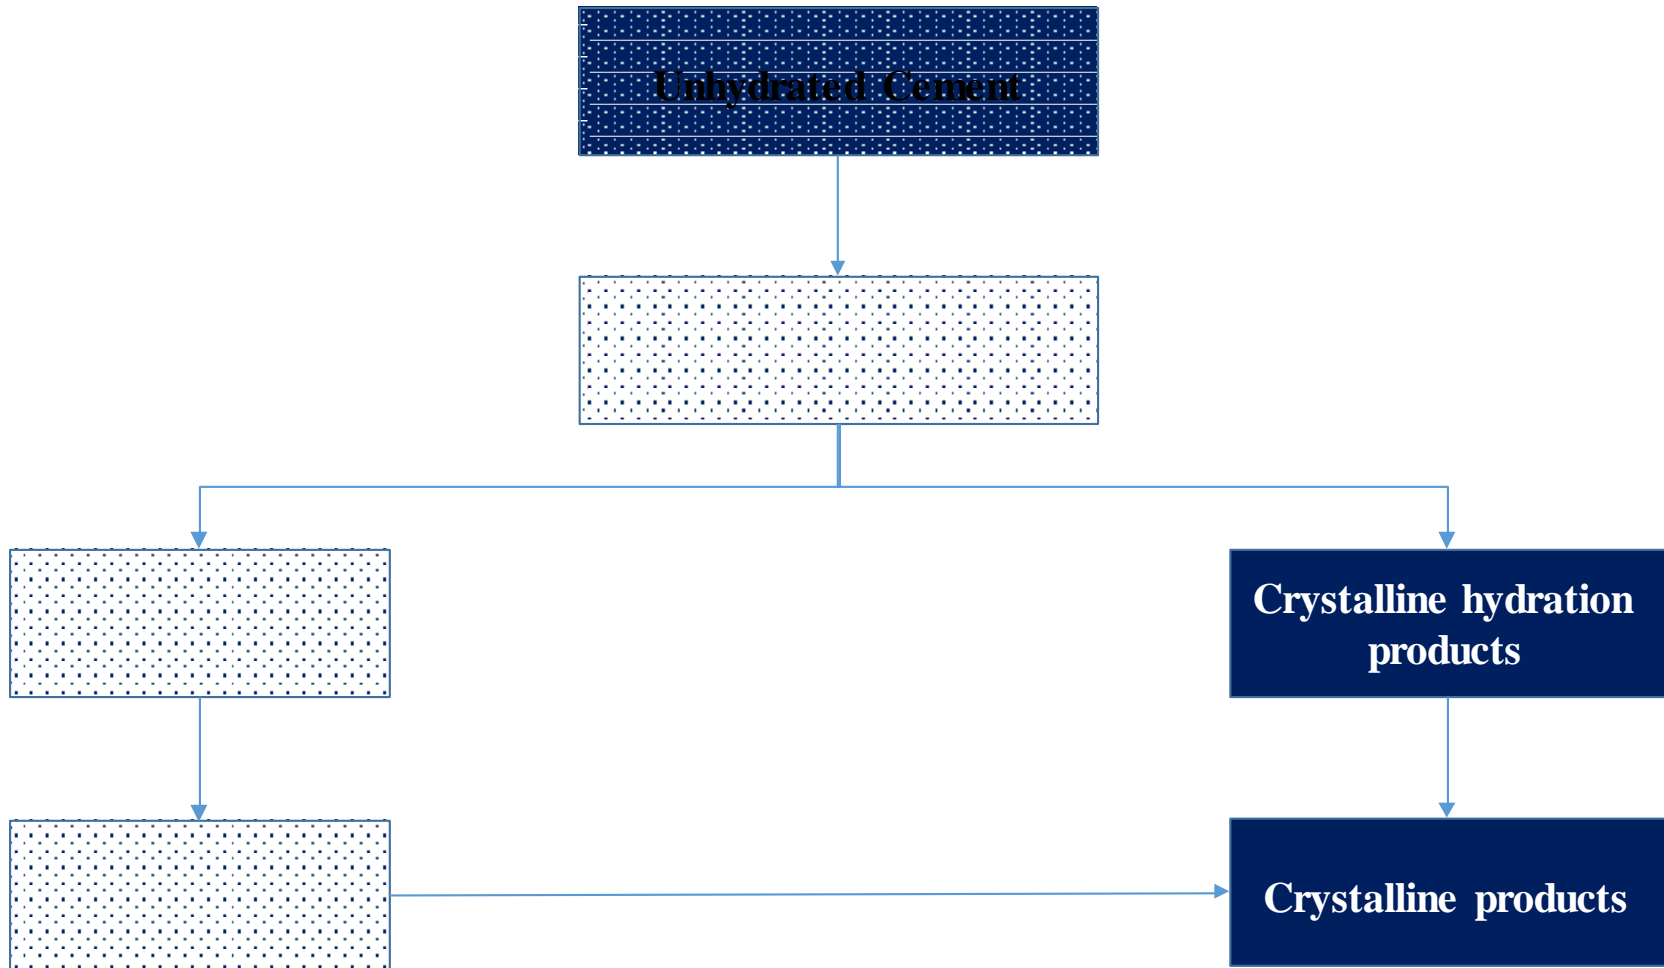 Unhydrated Cement
Crystalline hydration
products
Crystalline products